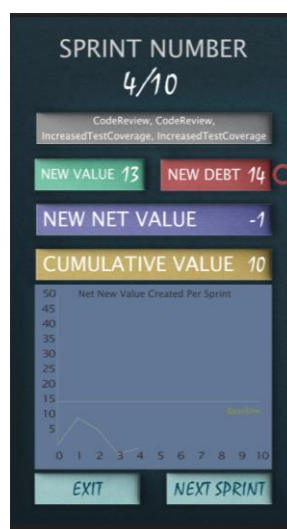 SPRINT NUMBER
4/10
CodeReview, CodeReview,
IncreasedTestCoverage, IncreasedTestCoverage
NEW VALUE 13
NEW DEBT 14
NEW NET VALUE -1
CUMULATIVE VALUE 10
Net New Value Created Per Sprint
50
45
40
35
30
25
20
15
10
5
Baseline
0 1 2 3 4 5 6 7 8 9 10
EXIT
NEXT SPRINT